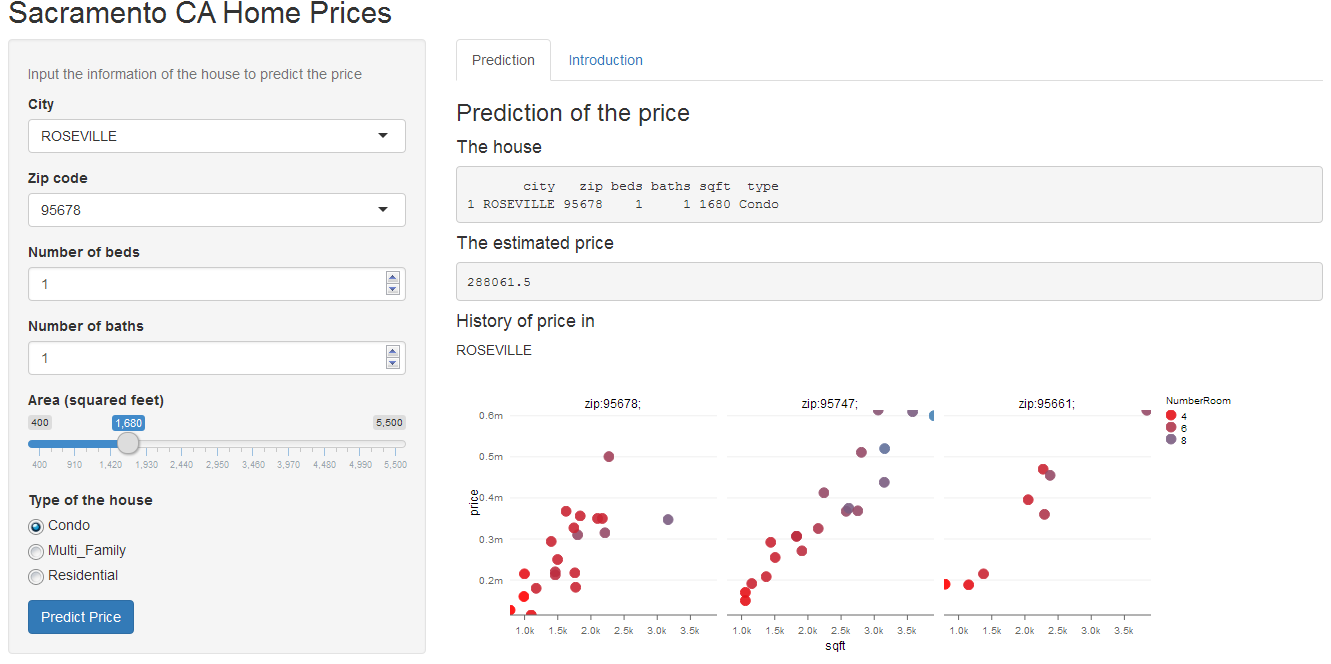 Sacramento CA Home Prices
Input the information of the house to predict the price
City
ROSEVILLE
Zip code
95678
Number of beds
1
Number of baths
1
Area (squared feet)
400 1,680 5,500
400 910 1,420 1,930 2,440 2,950 3,460 3,970 4,480 4,990 5,500
Type of the house
Condo
Multi_Family
Residential
Predict Price
Prediction Introduction
Prediction of the price
The house
city zip beds baths sqft type
1 ROSEVILLE 95678 1 1 1680 Condo
The estimated price
288061.5
History of price in
ROSEVILLE
zip:95678; zip:95747; zip:95661;
NumberRoom
4
6
8
price
0.6m
0.5m
0.4m
0.3m
0.2m
1.0k 1.5k 2.0k 2.5k 3.0k 3.5k 1.0k 1.5k 2.0k 2.5k 3.0k 3.5k 1.0k 1.5k 2.0k 2.5k 3.0k 3.5k
sqft